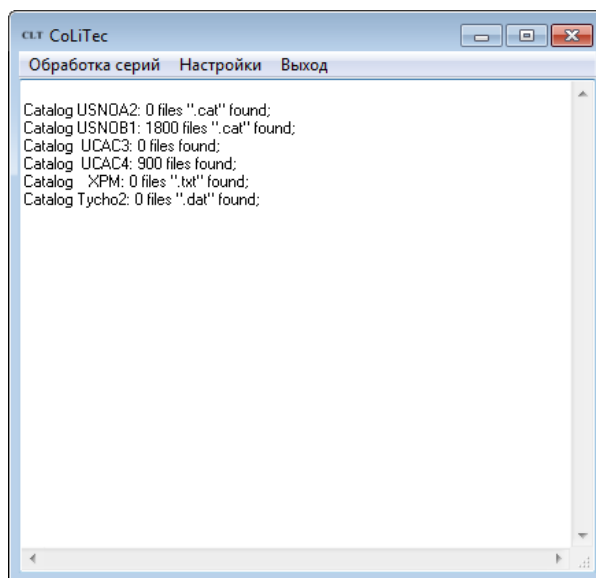 CLT CoLiTec
Обработка серий Настройки Выход
Catalog USNOA2: 0 files ".cat" found;
Catalog USNOB1: 1800 files ".cat" found;
Catalog UCAC3: 0 files found;
Catalog UCAC4: 900 files found;
Catalog XPM: 0 files ".txt" found;
Catalog Tycho2: 0 files ".dat" found;